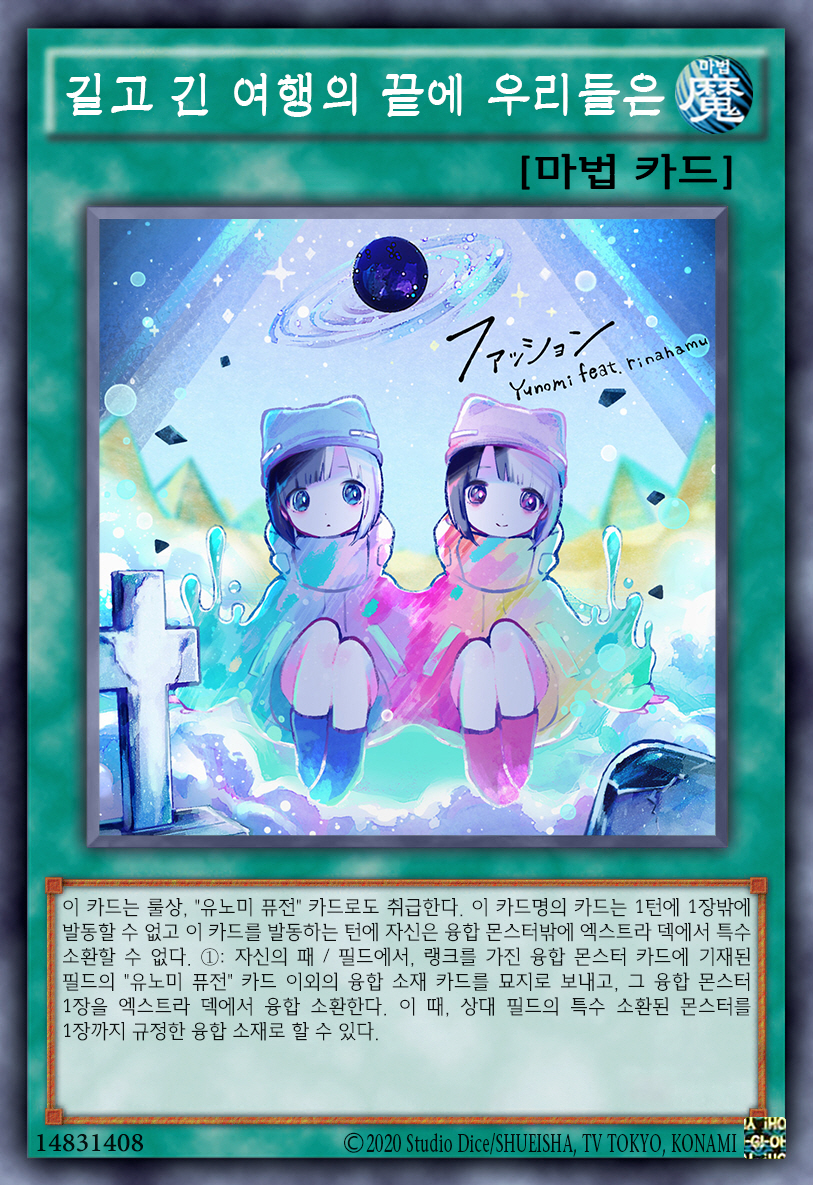 길고 긴 여행의 끝에 우리들은
마법
魔
[마법 카드]
ファッション
Yunomi feat. rinahamu
이 카드는 룰상, "유노미 퓨전" 카드로도 취급한다. 이 카드명의 카드는 1턴에 1장밖에
발동할 수 없고 이 카드를 발동하는 턴에 자신은 융합 몬스터밖에 엑스트라 덱에서 특수
소환할 수 없다. ①: 자신의 패 / 필드에서, 랭크를 가진 융합 몬스터 카드에 기재된
필드의 "유노미 퓨전" 카드 이외의 융합 소재 카드를 묘지로 보내고, 그 융합 몬스터
1장을 엑스트라 덱에서 융합 소환한다. 이 때, 상대 필드의 특수 소환된 몬스터를
1장까지 규정한 융합 소재로 할 수 있다.
14831408
©2020 Studio Dice/SHUEISHA, TV TOKYO, KONAMI